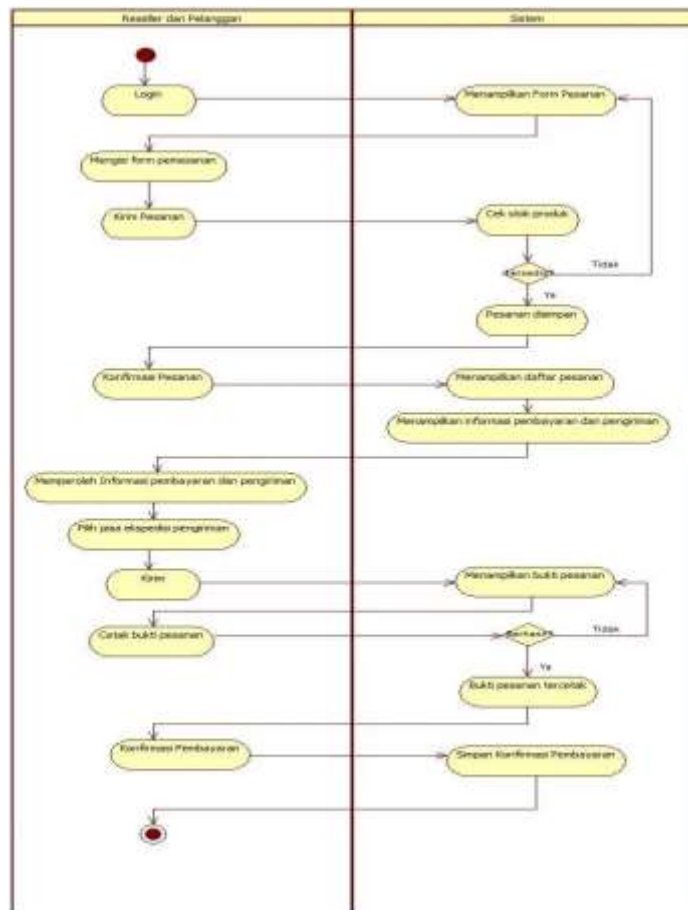 Reseller dan Pelanggan
Sistem
Login
Menampilkan Form Pesanan
Mengisi form pemesanan
Kirim Pesanan
Cek stok produk
Tidak
Ya
Pesanan disimpan
Konfirmasi Pesanan
Menampilkan daftar pesanan
Menampilkan informasi pembayaran dan pengiriman
Memperoleh Informasi pembayaran dan pengiriman
Pilih jasa ekspedisi pengiriman
Kirim
Menampilkan bukti pesanan
Cetak bukti pesanan
Tidak
Ya
Bukti pesanan tercetak
Konfirmasi Pembayaran
Simpan Konfirmasi Pembayaran